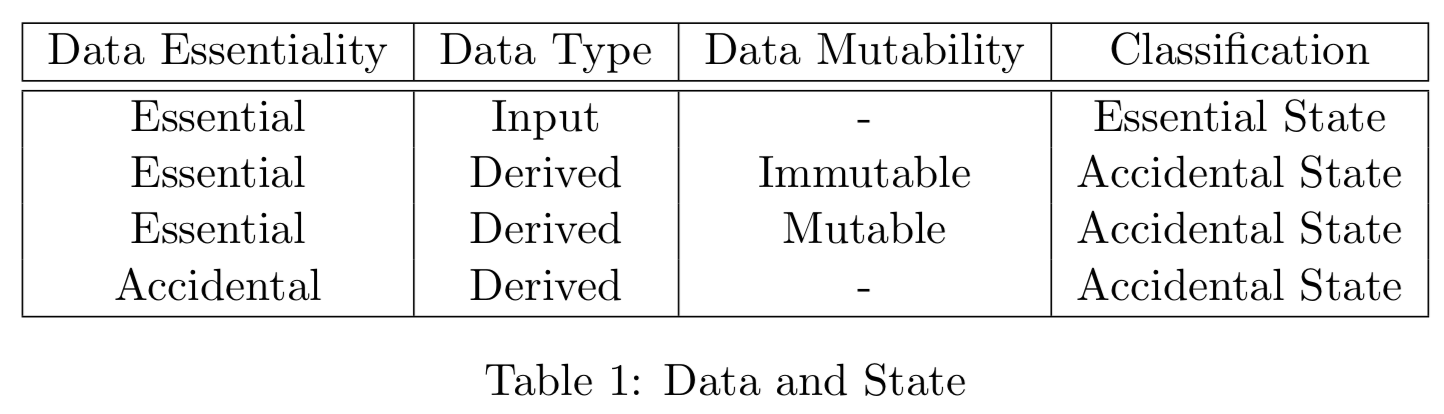 Data Essentiality Data Type Data Mutability Classification
Essential Input - Essential State
Essential Derived Immutable Accidental State
Essential Derived Mutable Accidental State
Accidental Derived - Accidental State
Table 1: Data and State